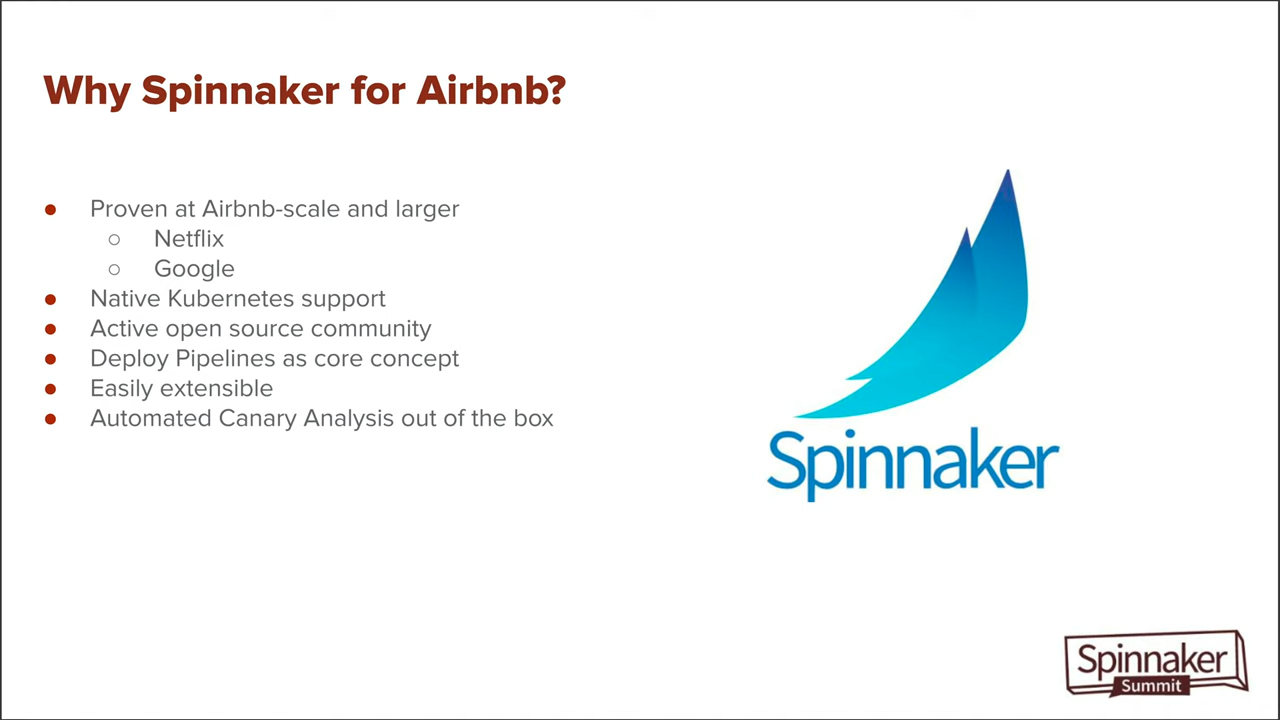 Why Spinnaker for Airbnb?
● Proven at Airbnb-scale and larger
○ Netflix
○ Google
● Native Kubernetes support
● Active open source community
● Deploy Pipelines as core concept
● Easily extensible
● Automated Canary Analysis out of the box
Spinnaker
Spinnaker
Summit